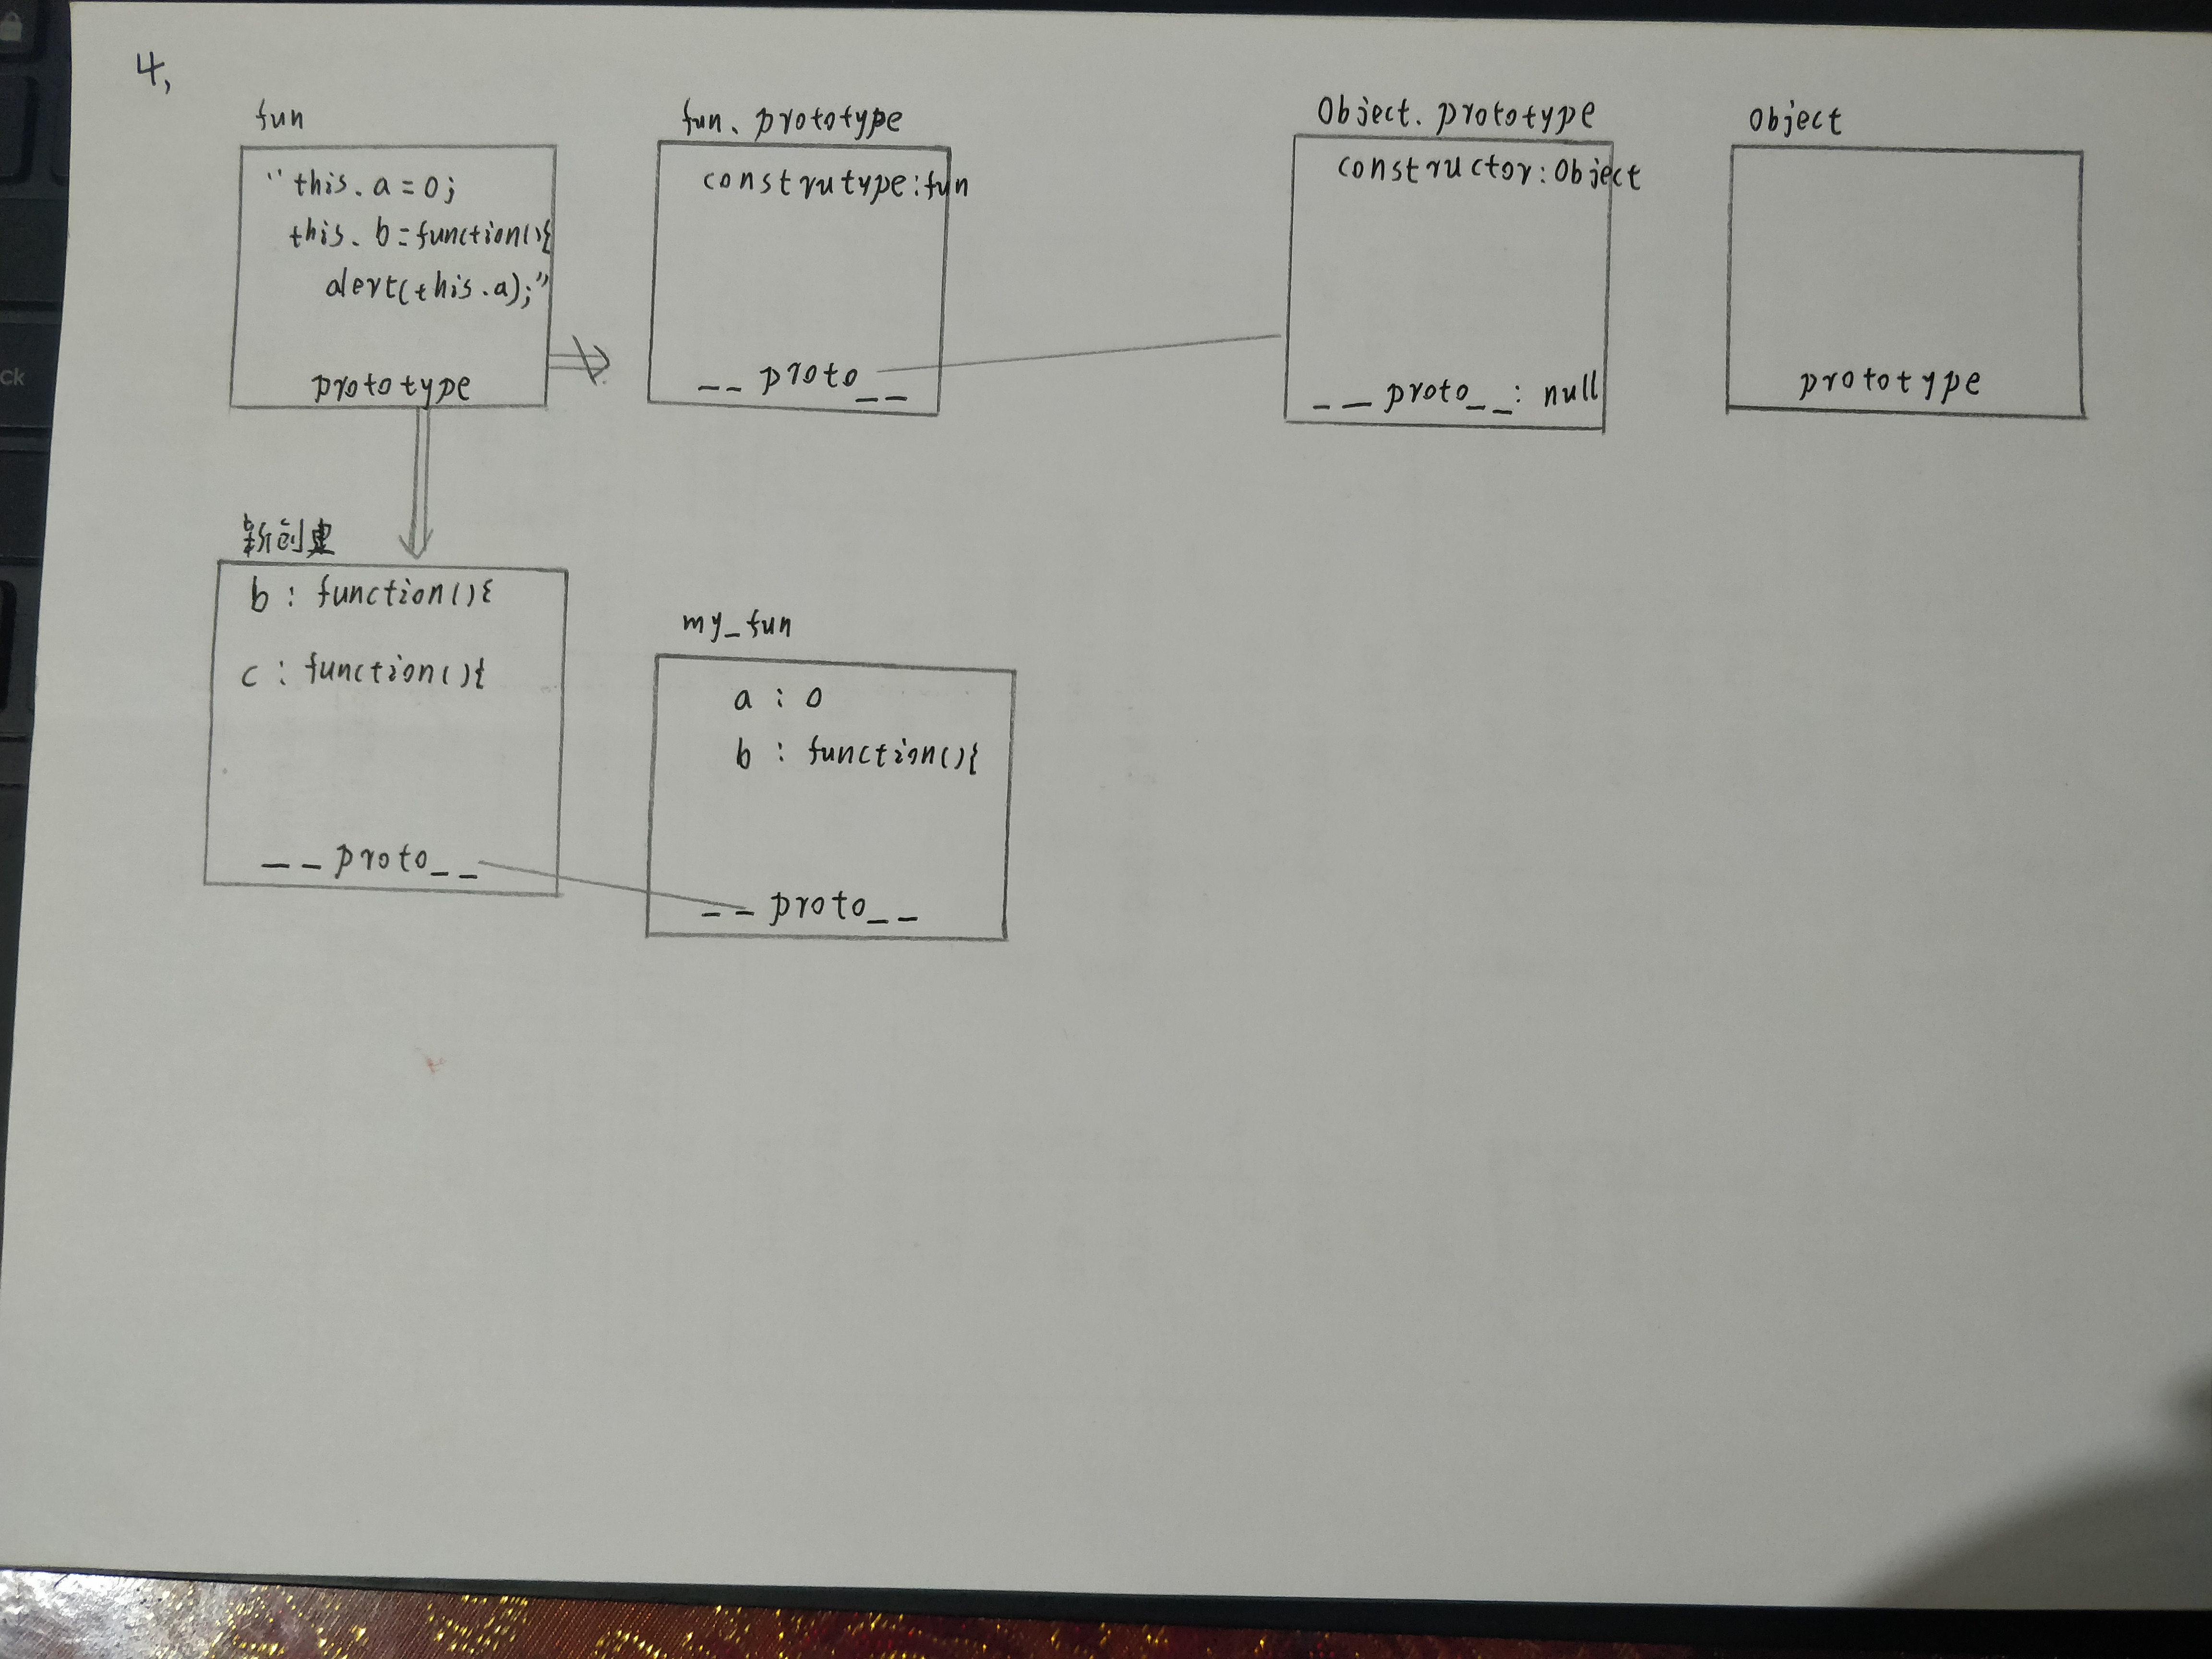 4,
fun
"this.a=0;
this.b=function(){
alert(this.a);"
prototype
fun.prototype
construtype:fun
__proto__
Object.prototype
constructor:Object
__proto__: null
Object
prototype
新创建
b : function(){
c : function(){
__proto__
my_fun
a : 0
b : function(){
__proto__
ck